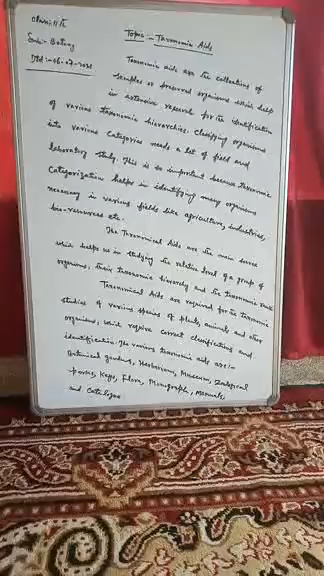 Class:- 11th
Sub:- Botany
Dtd:- 16-07-2021
Topic:- Taxonomic Aids
Taxonomic aids are the collections of
samples or preserved organisms which help
in extensive research for the identification
of various taxonomic hierarchies. Classifying organisms
into various categories needs a lot of field and
laboratory study. This is so important because taxonomic
Categorization helps in identifying many organisms
necessary in various fields like agriculture, industries,
bio-resources etc.
The Taxonomical Aids are the main source
which helps us in studying the relative level of a group of
organisms, their taxonomic hierarchy and the taxonomic rank
Taxonomical Aids are required for the taxonomic
studies of various species of plants, animals and other
organisms, which require correct classification and
identification. The various taxonomic aids are:-
Botanical gardens, Herbarium, Museum, Zoological
parks, Keys, Flora, Monograph, Manuals
and Catalogue